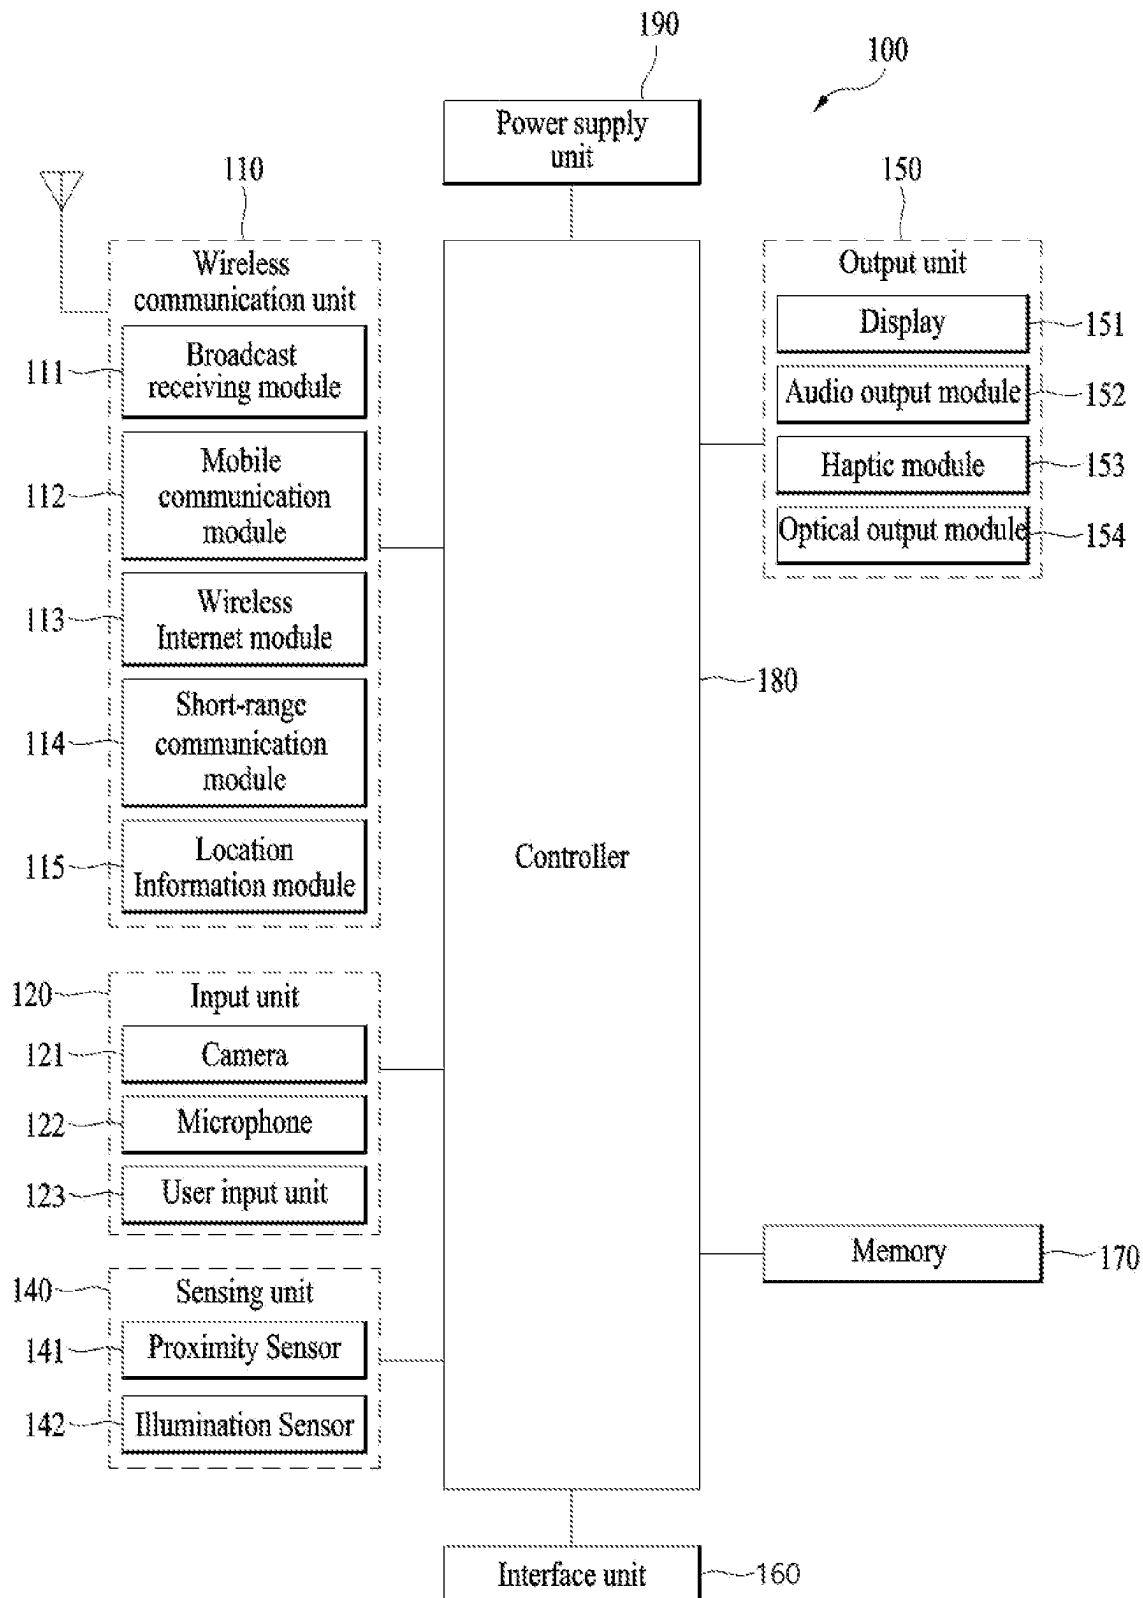 190
100
Power supply
unit
110
150
Wireless
communication unit
111
Broadcast
receiving module
112
Mobile
communication
module
113
Wireless
Internet module
114
Short-range
communication
module
115
Location
Information module
120
Input unit
121
Camera
122
Microphone
123
User input unit
140
Sensing unit
141
Proximity Sensor
142
Illumination Sensor
Controller
180
Output unit
Display
151
Audio output module
152
Haptic module
153
Optical output module
154
Memory
170
Interface unit
160